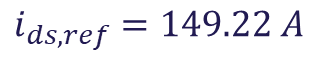 i_{ds,ref} = 149.22 A